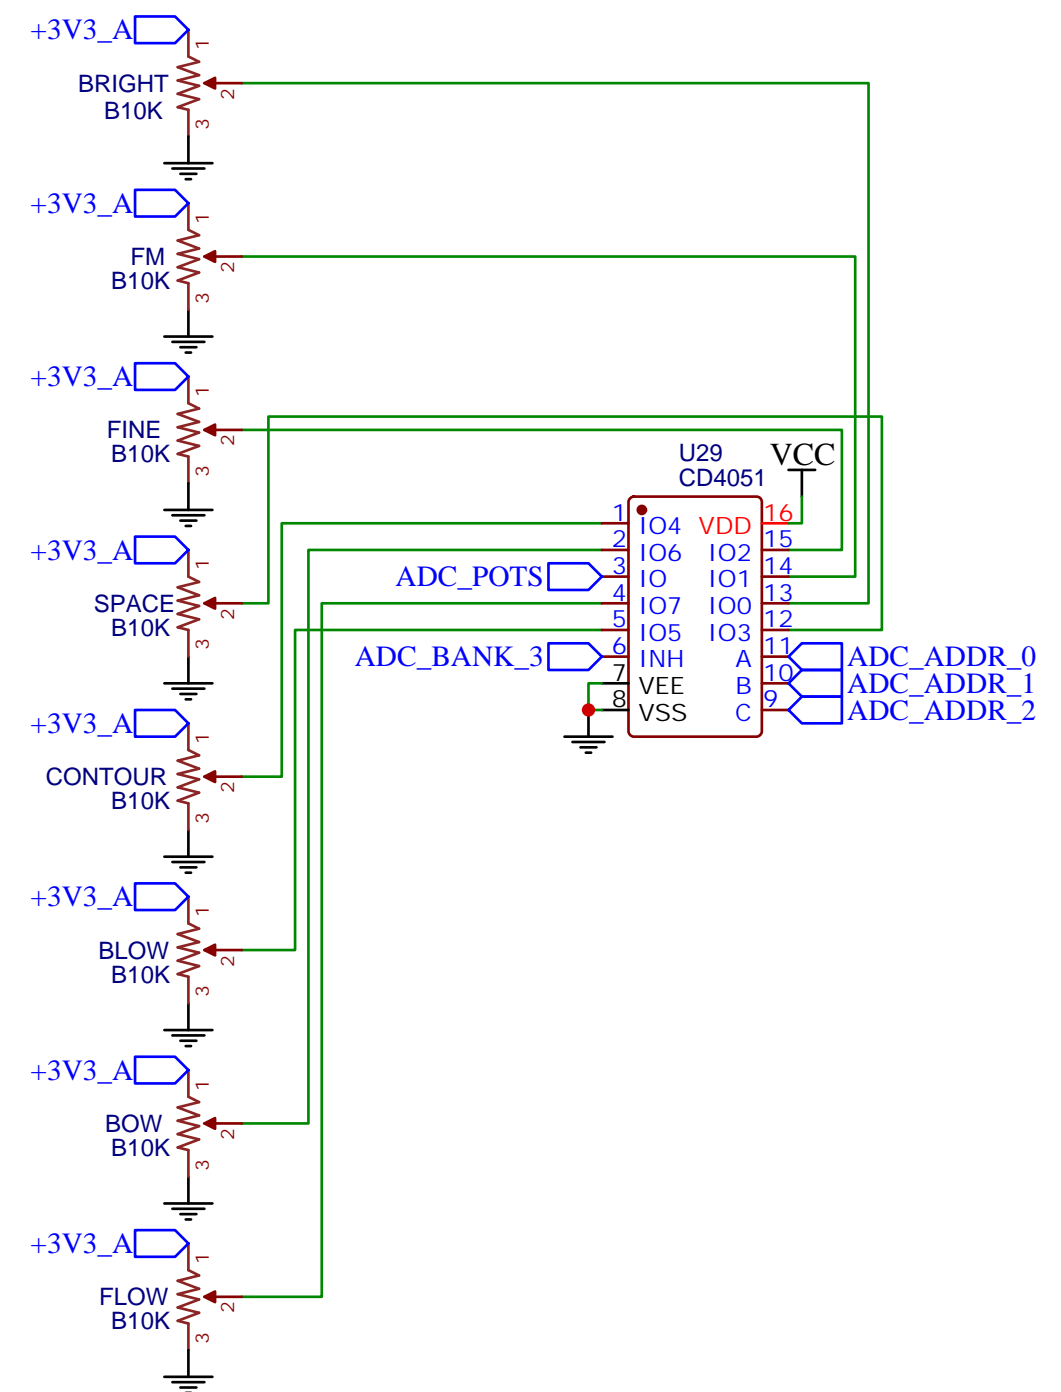 +3V3_A
1
BRIGHT
2
B10K
3
+3V3_A
1
FM
2
B10K
3
+3V3_A
1
FINE
2
B10K
3
+3V3_A
1
SPACE
2
B10K
3
+3V3_A
1
CONTOUR
2
B10K
3
+3V3_A
1
BLOW
2
B10K
3
+3V3_A
1
BOW
2
B10K
3
+3V3_A
1
FLOW
2
B10K
3
U29
CD4051
VCC
1 IO4 VDD 16
2 IO6 IO2 15
ADC_POTS 3 IO IO1 14
4 IO7 IO0 13
5 IO5 IO3 12
ADC_BANK_3 6 INH A 11 ADC_ADDR_0
7 VEE B 10 ADC_ADDR_1
8 VSS C 9 ADC_ADDR_2